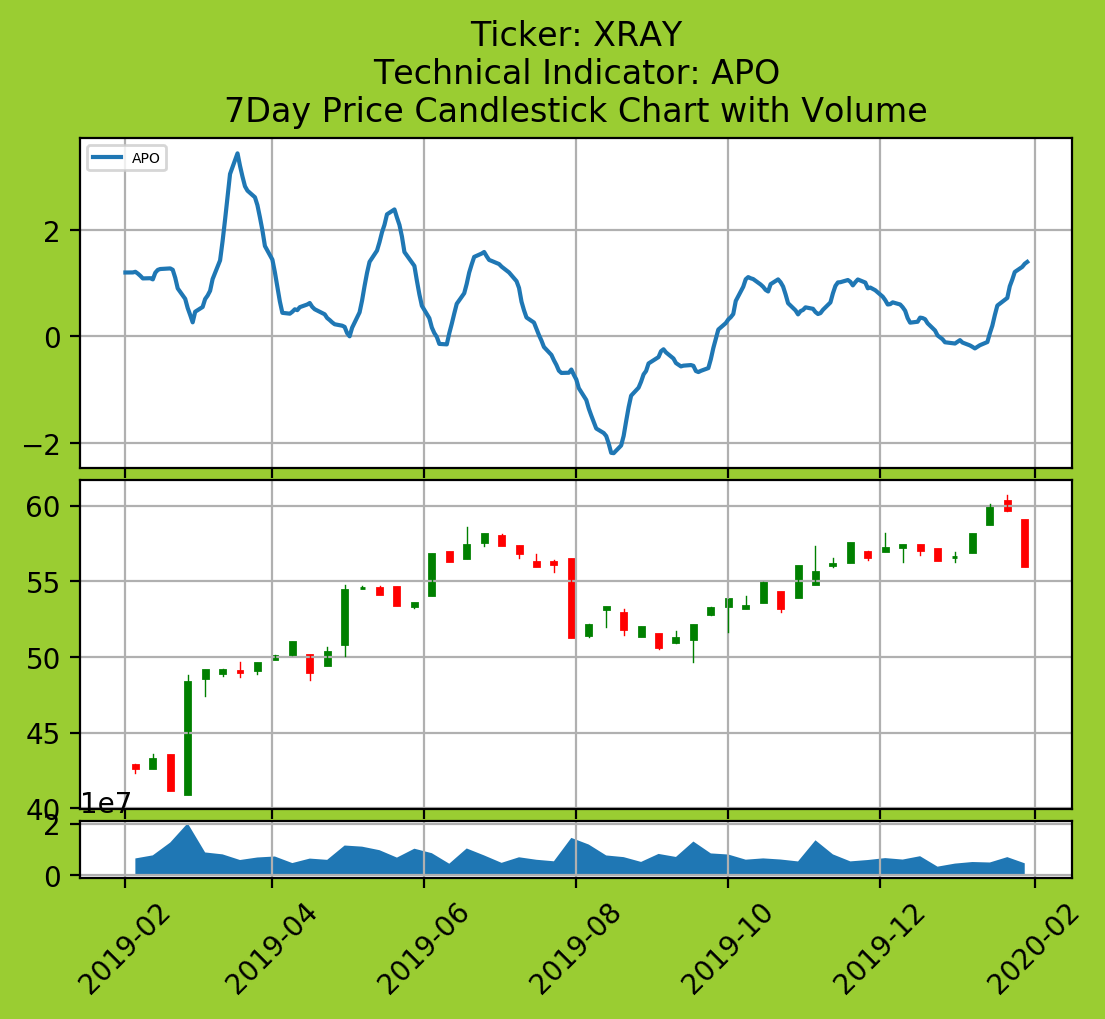 Ticker: XRAY
Technical Indicator: APO
7Day Price Candlestick Chart with Volume
APO
2
0
−2
60
55
50
45
40
1e7
2
0
2019-02 2019-04 2019-06 2019-08 2019-10 2019-12 2020-02